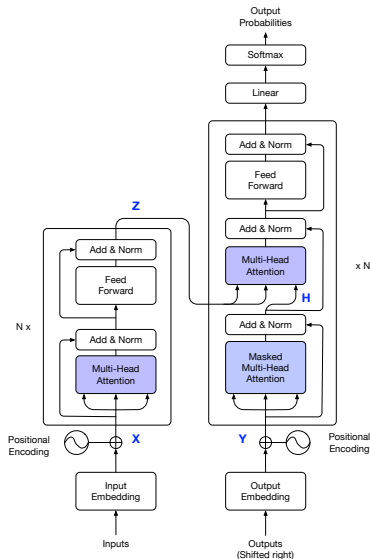 Output
Probabilities
Softmax
Linear
Add & Norm
Feed
Forward
Add & Norm
Multi-Head
Attention
x N
H
Add & Norm
Masked
Multi-Head
Attention
Z
Add & Norm
Feed
Forward
N x
Add & Norm
Multi-Head
Attention
Positional
Encoding
X
Y
Positional
Encoding
Input
Embedding
Output
Embedding
Inputs
Outputs
(Shifted right)